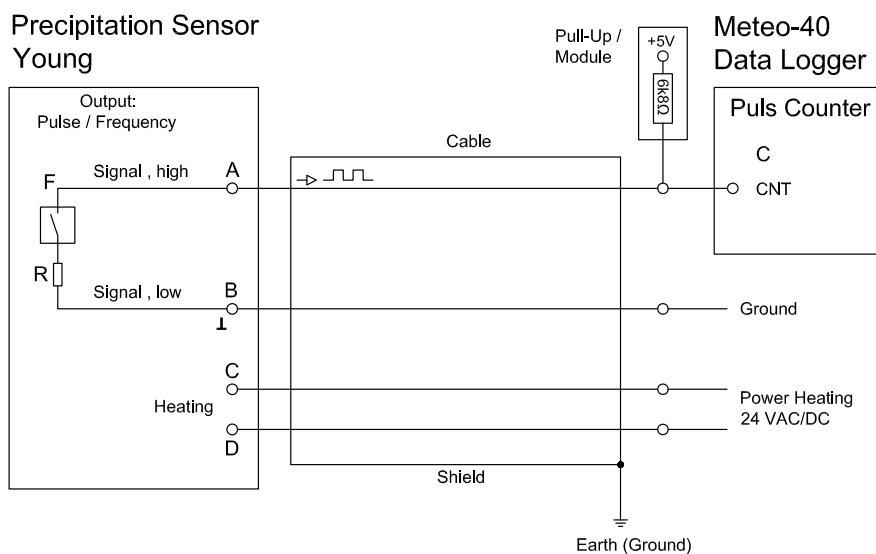 Precipitation Sensor
Young
Pull-Up /
Module
+5V
6k8Ω
Meteo-40
Data Logger
Output:
Pulse / Frequency
Puls Counter
Cable
C
CNT
F
Signal , high
A
R
Signal , low
B
Ground
C
Heating
D
Power Heating
24 VAC/DC
Shield
Earth (Ground)